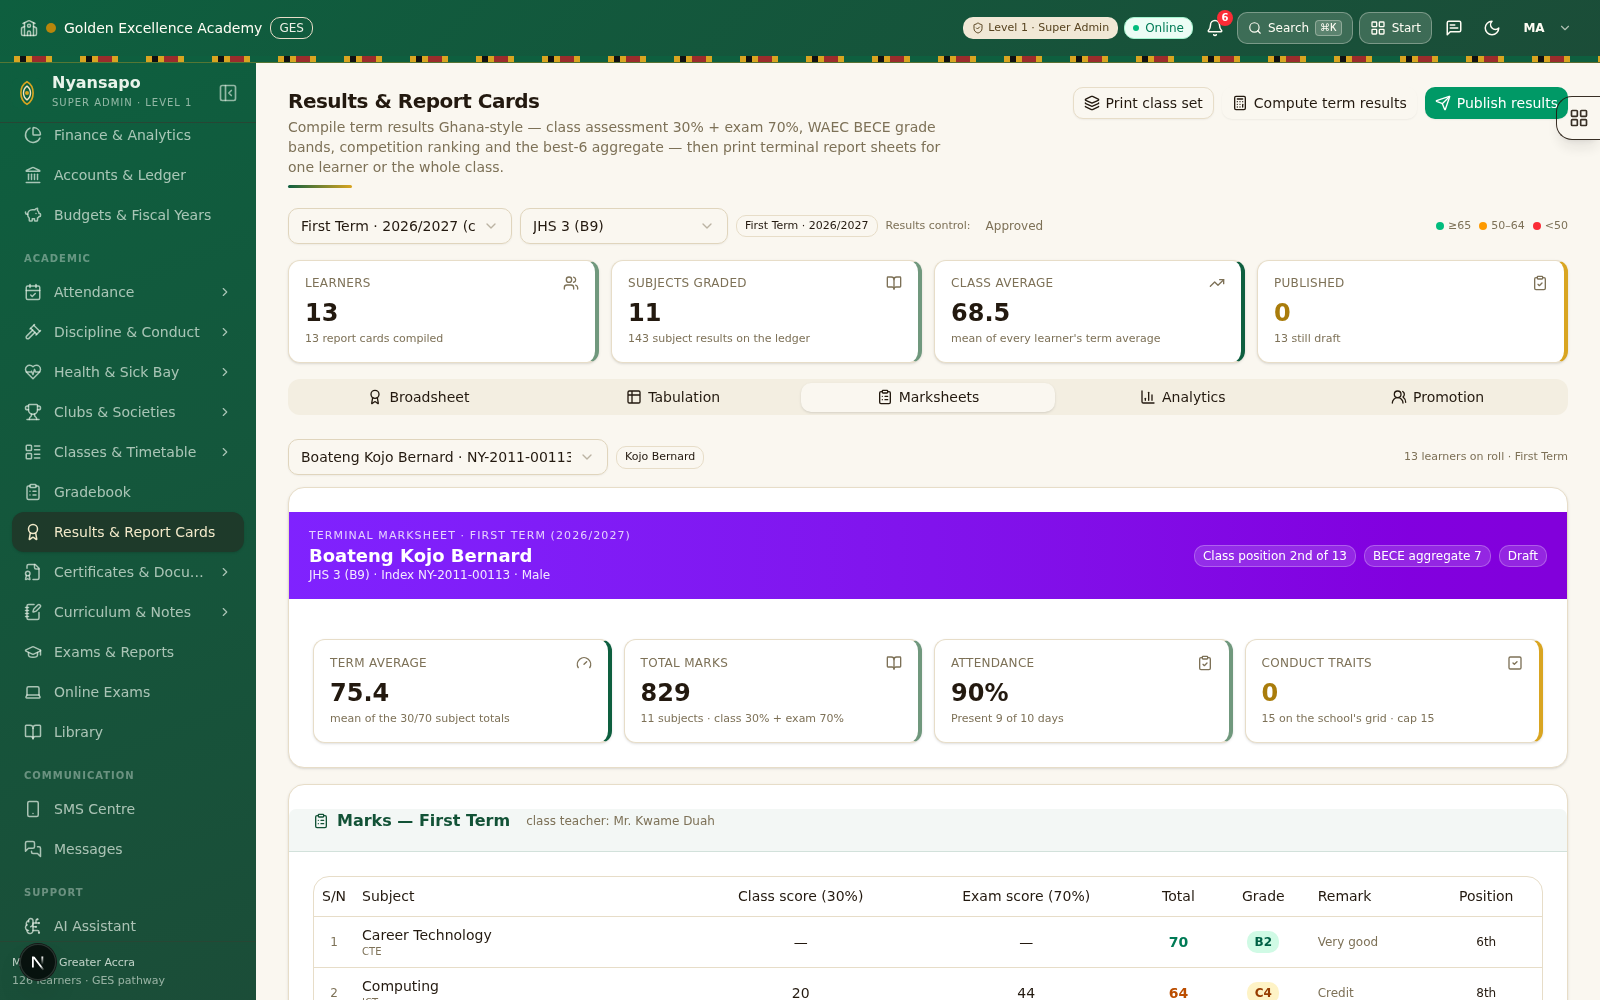 Golden Excellence Academy GES
Level 1 · Super Admin
Online
6
Search ⌘K
Start
MA
Nyansapo
SUPER ADMIN · LEVEL 1
Finance & Analytics
Accounts & Ledger
Budgets & Fiscal Years
ACADEMIC
Attendance
Discipline & Conduct
Health & Sick Bay
Clubs & Societies
Classes & Timetable
Gradebook
Results & Report Cards
Certificates & Docu...
Curriculum & Notes
Exams & Reports
Online Exams
Library
COMMUNICATION
SMS Centre
Messages
SUPPORT
AI Assistant
Greater Accra
126 learners · GES pathway
Results & Report Cards
Compile term results Ghana-style — class assessment 30% + exam 70%, WAEC BECE grade
bands, competition ranking and the best-6 aggregate — then print terminal report sheets for
one learner or the whole class.
Print class set
Compute term results
Publish results
First Term · 2026/2027 (c
JHS 3 (B9)
First Term · 2026/2027
Results control:
Approved
≥65
50–64
<50
LEARNERS
13
13 report cards compiled
SUBJECTS GRADED
11
143 subject results on the ledger
CLASS AVERAGE
68.5
mean of every learner's term average
PUBLISHED
0
13 still draft
Broadsheet
Tabulation
Marksheets
Analytics
Promotion
Boateng Kojo Bernard · NY-2011-00113
Kojo Bernard
13 learners on roll · First Term
TERMINAL MARKSHEET · FIRST TERM (2026/2027)
Boateng Kojo Bernard
JHS 3 (B9) · Index NY-2011-00113 · Male
Class position 2nd of 13
BECE aggregate 7
Draft
TERM AVERAGE
75.4
mean of the 30/70 subject totals
TOTAL MARKS
829
11 subjects · class 30% + exam 70%
ATTENDANCE
90%
Present 9 of 10 days
CONDUCT TRAITS
0
15 on the school's grid · cap 15
Marks — First Term class teacher: Mr. Kwame Duah
S/N Subject Class score (30%) Exam score (70%) Total Grade Remark Position
1 Career Technology — — 70 B2 Very good 6th
CTE
2 Computing 20 44 64 C4 Credit 8th